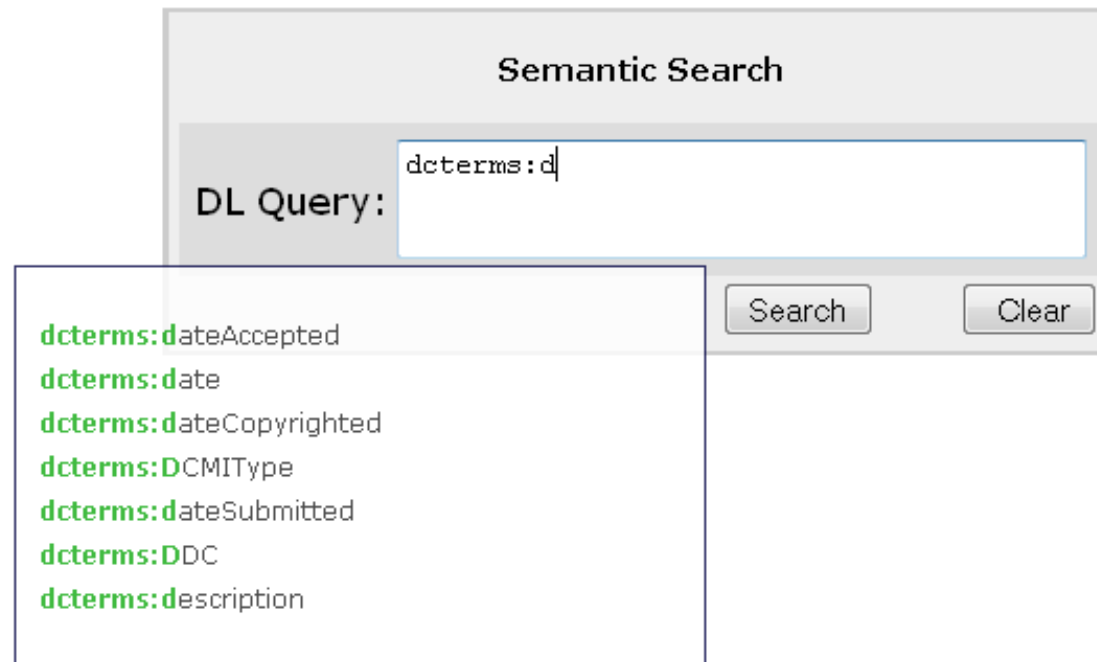 Semantic Search
DL Query:
dcterms:d
Search
Clear
dcterms:dateAccepted
dcterms:date
dcterms:dateCopyrighted
dcterms:DCMIType
dcterms:dateSubmitted
dcterms:DDC
dcterms:description